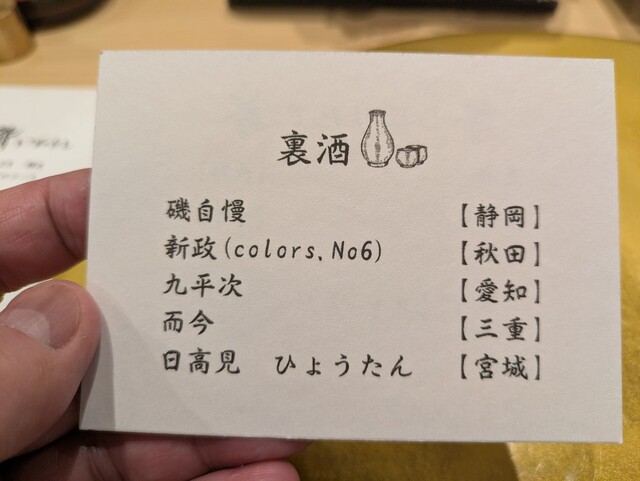 裏酒
磯自慢 【静岡】
新政(colors, No6) 【秋田】
九平次 【愛知】
而今 【三重】
日高見 ひょうたん 【宮城】